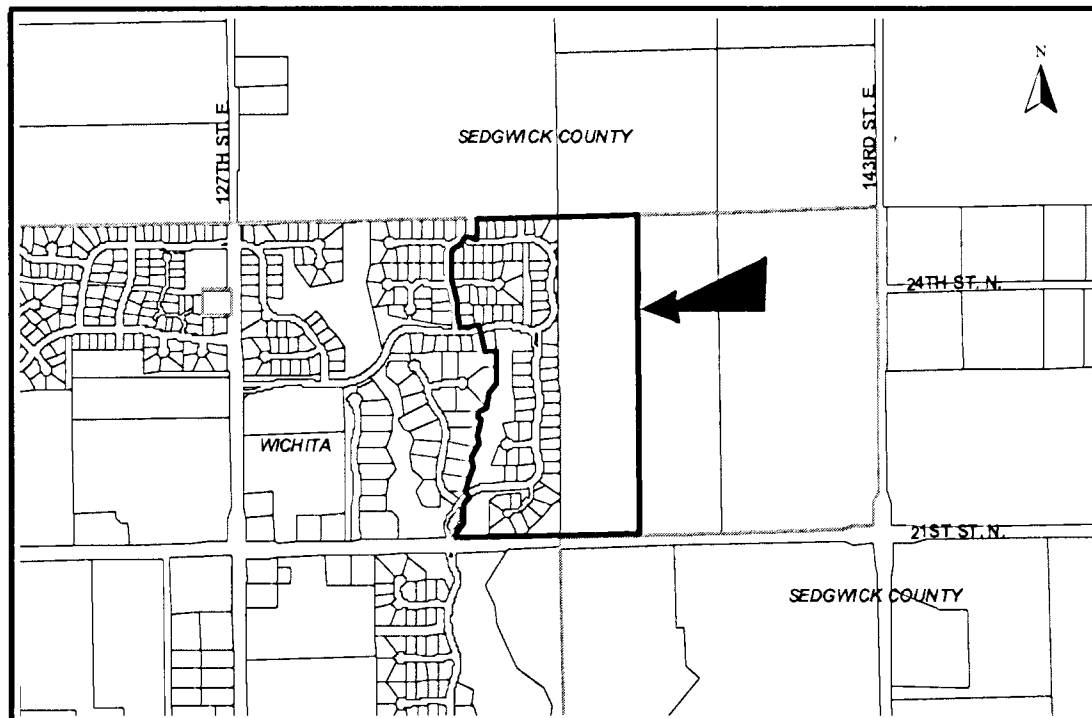 N
127TH ST. E.
SEDGWICK COUNTY
143RD ST. E.
24TH ST. N.
WICHITA
21ST ST. N.
SEDGWICK COUNTY